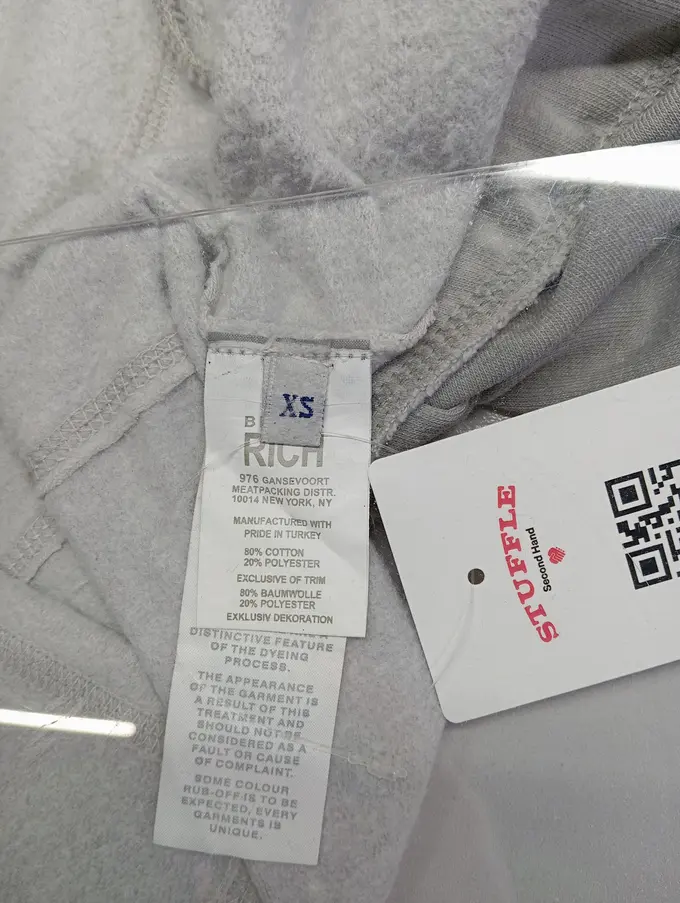 XS
B
RICH
976 GANSEVOORT
MEATPACKING DISTR.
10014 NEW YORK, NY
MANUFACTURED WITH
PRIDE IN TURKEY
80% COTTON
20% POLYESTER
EXCLUSIVE OF TRIM
80% BAUMWOLLE
20% POLYESTER
EXKLUSIV DEKORATION
DISTINCTIVE FEATURE
OF THE DYEING
PROCESS.
THE APPEARANCE
OF THE GARMENT IS
A RESULT OF THIS
TREATMENT AND
SHOULD NOT BE
CONSIDERED AS A
FAULT OR CAUSE
OF COMPLAINT.
SOME COLOUR
RUB-OFF IS TO BE
EXPECTED, EVERY
GARMENTS IS
UNIQUE.
STUFFLE
Second Hand